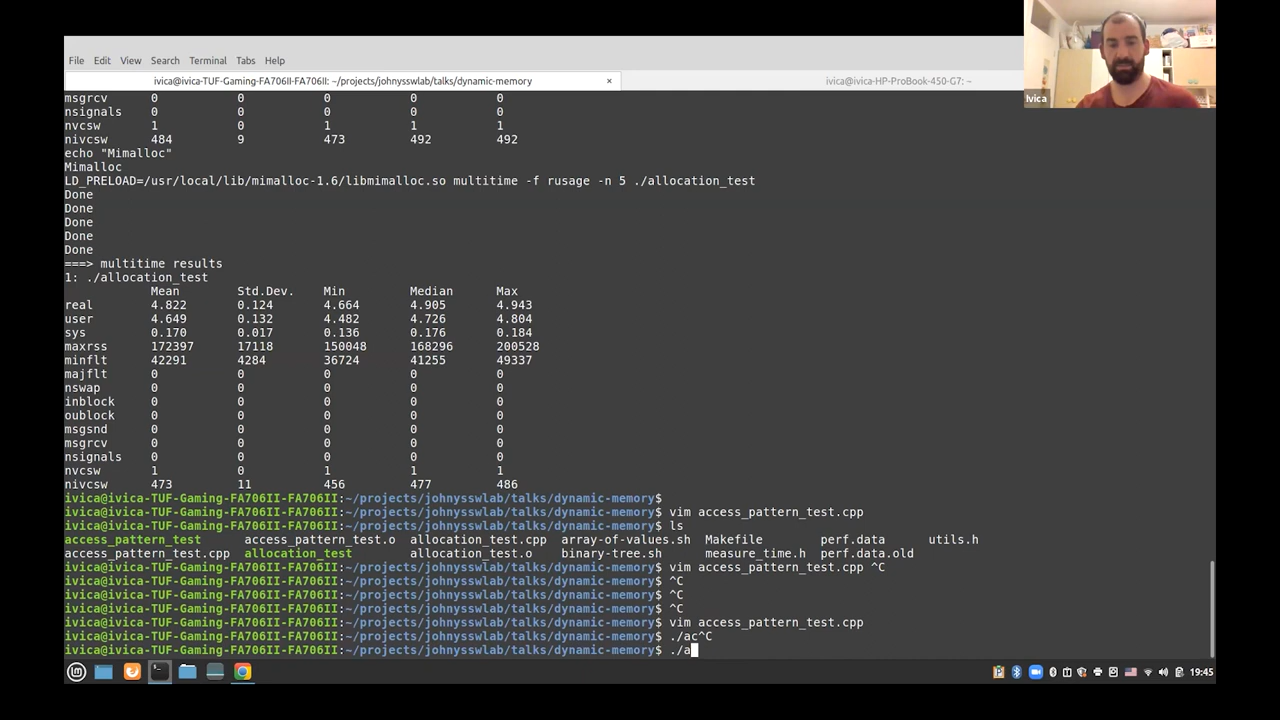 File Edit View Search Terminal Tabs Help
ivica@ivica-TUF-Gaming-FA706II-FA706II: ~/projects/johnysswlab/talks/dynamic-memory × ivica@ivica-HP-ProBook-450-G7: ~
Ivica
msgrcv 0 0 0 0 0
nsignals 0 0 0 0 0
nvcsw 1 0 1 1 1
nivcsw 484 9 473 492 492
echo "Mimalloc"
Mimalloc
LD_PRELOAD=/usr/local/lib/mimalloc-1.6/libmimalloc.so multitime -f rusage -n 5 ./allocation_test
Done
Done
Done
Done
Done
===> multitime results
1: ./allocation_test
Mean Std.Dev. Min Median Max
real 4.822 0.124 4.664 4.905 4.943
user 4.649 0.132 4.482 4.726 4.804
sys 0.170 0.017 0.136 0.176 0.184
maxrss 172397 17118 150048 168296 200528
minflt 42291 4284 36724 41255 49337
majflt 0 0 0 0 0
nswap 0 0 0 0 0
inblock 0 0 0 0 0
oublock 0 0 0 0 0
msgsnd 0 0 0 0 0
msgrcv 0 0 0 0 0
nsignals 0 0 0 0 0
nvcsw 1 0 1 1 1
nivcsw 473 11 456 477 486
ivica@ivica-TUF-Gaming-FA706II-FA706II:~/projects/johnysswlab/talks/dynamic-memory$
ivica@ivica-TUF-Gaming-FA706II-FA706II:~/projects/johnysswlab/talks/dynamic-memory$ vim access_pattern_test.cpp
ivica@ivica-TUF-Gaming-FA706II-FA706II:~/projects/johnysswlab/talks/dynamic-memory$ ls
access_pattern_test access_pattern_test.o allocation_test.cpp array-of-values.sh Makefile perf.data utils.h
access_pattern_test.cpp allocation_test allocation_test.o binary-tree.sh measure_time.h perf.data.old
ivica@ivica-TUF-Gaming-FA706II-FA706II:~/projects/johnysswlab/talks/dynamic-memory$ vim access_pattern_test.cpp ^C
ivica@ivica-TUF-Gaming-FA706II-FA706II:~/projects/johnysswlab/talks/dynamic-memory$ ^C
ivica@ivica-TUF-Gaming-FA706II-FA706II:~/projects/johnysswlab/talks/dynamic-memory$ ^C
ivica@ivica-TUF-Gaming-FA706II-FA706II:~/projects/johnysswlab/talks/dynamic-memory$ ^C
ivica@ivica-TUF-Gaming-FA706II-FA706II:~/projects/johnysswlab/talks/dynamic-memory$ vim access_pattern_test.cpp
ivica@ivica-TUF-Gaming-FA706II-FA706II:~/projects/johnysswlab/talks/dynamic-memory$ ./ac^C
ivica@ivica-TUF-Gaming-FA706II-FA706II:~/projects/johnysswlab/talks/dynamic-memory$ ./a
19:45